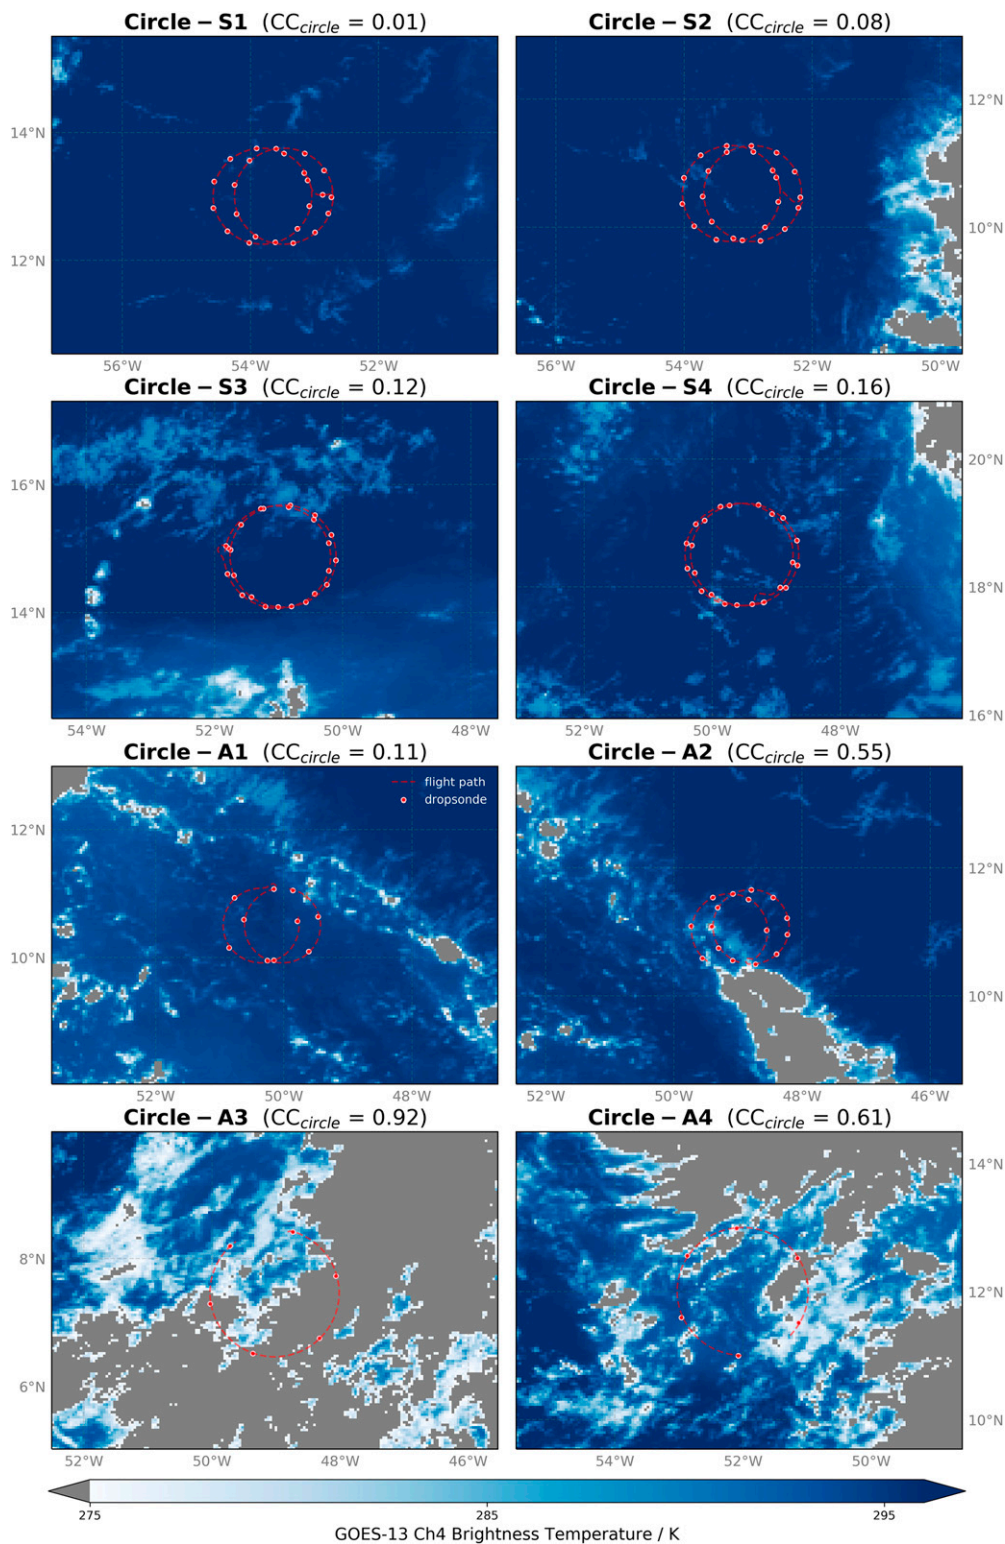 Circle – S1 (CC_circle = 0.01)
Circle – S2 (CC_circle = 0.08)
14°N
12°N
56°W 54°W 52°W
12°N
10°N
54°W 52°W 50°W
Circle – S3 (CC_circle = 0.12)
Circle – S4 (CC_circle = 0.16)
16°N
14°N
54°W 52°W 50°W 48°W
20°N
18°N
16°N
50°W 48°W
Circle – A1 (CC_circle = 0.11)
Circle – A2 (CC_circle = 0.55)
flight path
dropsonde
12°N
10°N
52°W 50°W 48°W
12°N
10°N
52°W 50°W 48°W 46°W
Circle – A3 (CC_circle = 0.92)
Circle – A4 (CC_circle = 0.61)
8°N
6°N
52°W 50°W 48°W 46°W
14°N
12°N
10°N
54°W 52°W 50°W
275 285 295
GOES-13 Ch4 Brightness Temperature / K